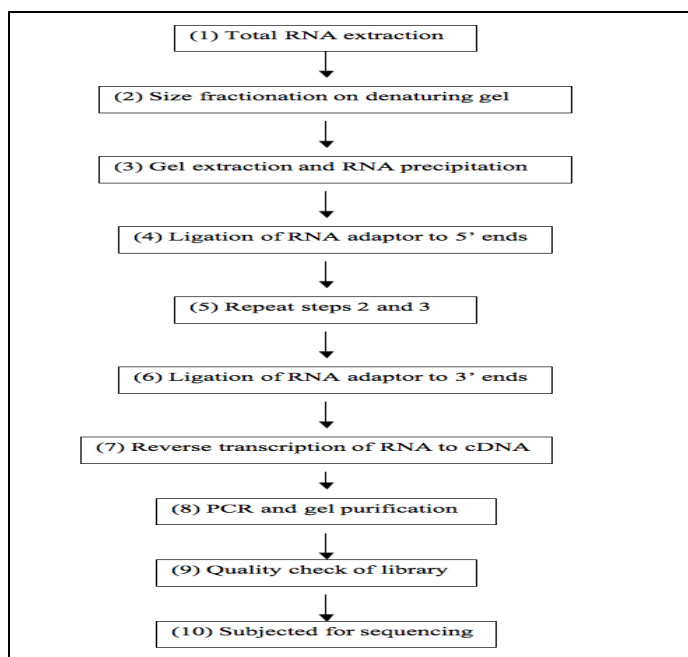 (1) Total RNA extraction
(2) Size fractionation on denaturing gel
(3) Gel extraction and RNA precipitation
(4) Ligation of RNA adaptor to 5’ ends
(5) Repeat steps 2 and 3
(6) Ligation of RNA adaptor to 3’ ends
(7) Reverse transcription of RNA to cDNA
(8) PCR and gel purification
(9) Quality check of library
(10) Subjected for sequencing